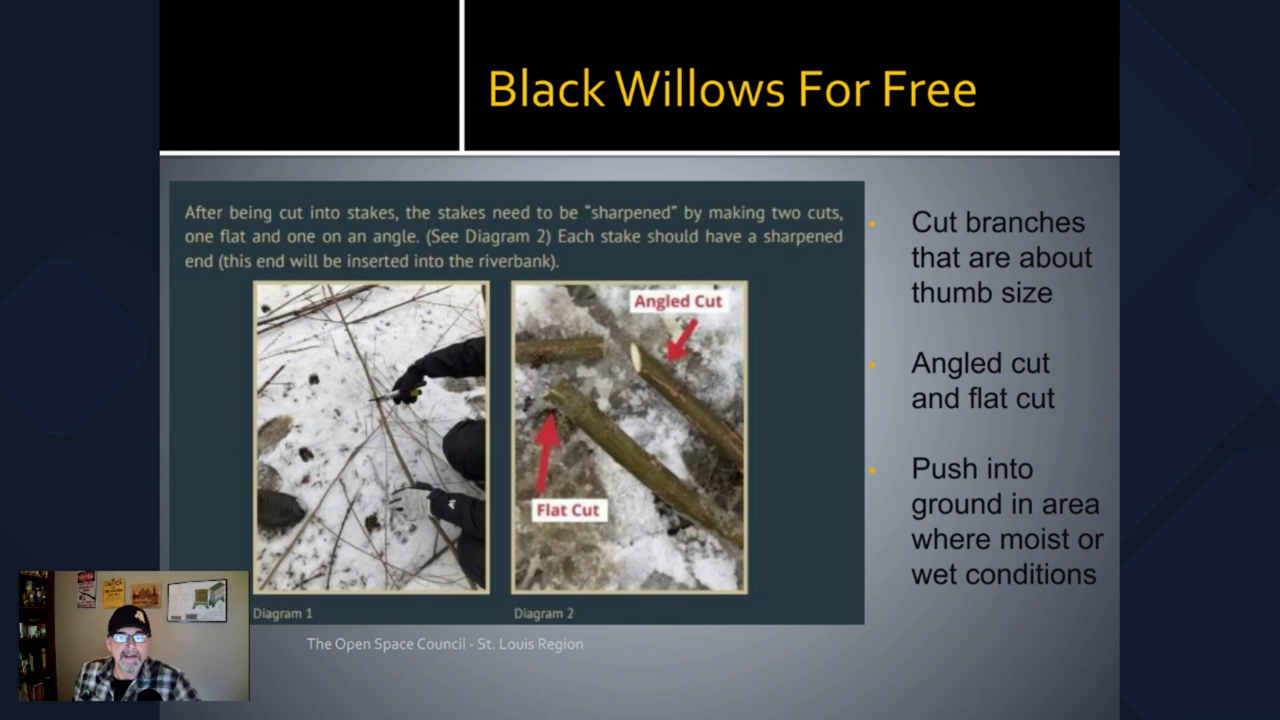 Black Willows For Free
After being cut into stakes, the stakes need to be “sharpened” by making two cuts,
one flat and one on an angle. (See Diagram 2) Each stake should have a sharpened
end (this end will be inserted into the riverbank).
Angled Cut
Flat Cut
Diagram 1
Diagram 2
The Open Space Council - St. Louis Region
• Cut branches
that are about
thumb size
• Angled cut
and flat cut
• Push into
ground in area
where moist or
wet conditions